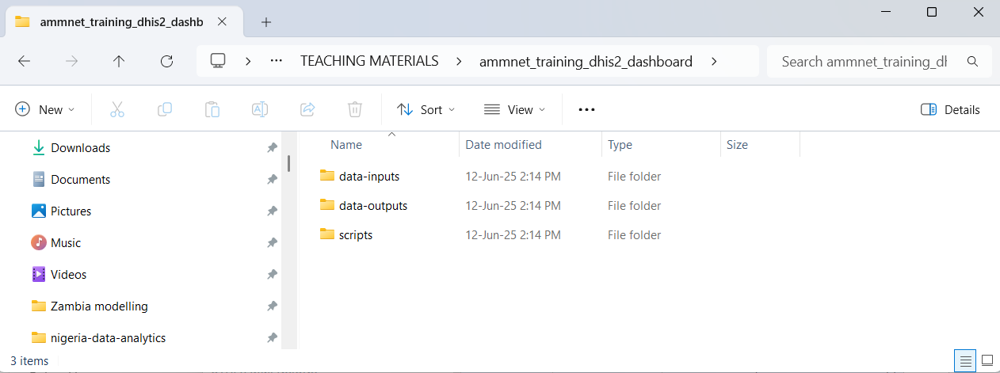 ammnet_training_dhis2_dashb
TEACHING MATERIALS ammnet_training_dhis2_dashboard Search ammnet_training_dl
New Sort View Details
Name Date modified Type Size
Downloads
Documents
Pictures
Music
Videos
Zambia modelling
nigeria-data-analytics
data-inputs 12-Jun-25 2:14 PM File folder
data-outputs 12-Jun-25 2:14 PM File folder
scripts 12-Jun-25 2:14 PM File folder
3 items